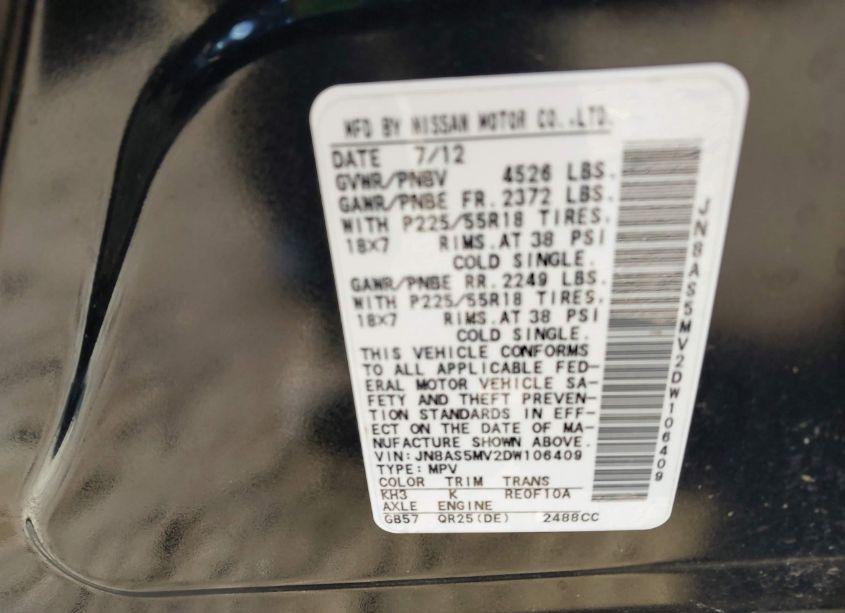 MFD BY NISSAN MOTOR CO.,LTD.
DATE 7/12
GVWR/PNBV 4526 LBS.
GAWR/PNBE FR. 2372 LBS.
WITH P225/55R18 TIRES.
18X7 RIMS.AT 38 PSI
COLD SINGLE.
GAWR/PNBE RR. 2249 LBS.
WITH P225/55R18 TIRES.
18X7 RIMS.AT 38 PSI
COLD SINGLE.
THIS VEHICLE CONFORMS
TO ALL APPLICABLE FED-
ERAL MOTOR VEHICLE SA-
FETY AND THEFT PREVEN-
TION STANDARDS IN EFF-
ECT ON THE DATE OF MA-
NUFACTURE SHOWN ABOVE.
VIN:JN8AS5MV2DW106409
TYPE:MPV
COLOR TRIM TRANS
KH3 K RE0F10A
AXLE ENGINE
GB57 QR25(DE) 2488CC
JN8AS5MV2DW106409